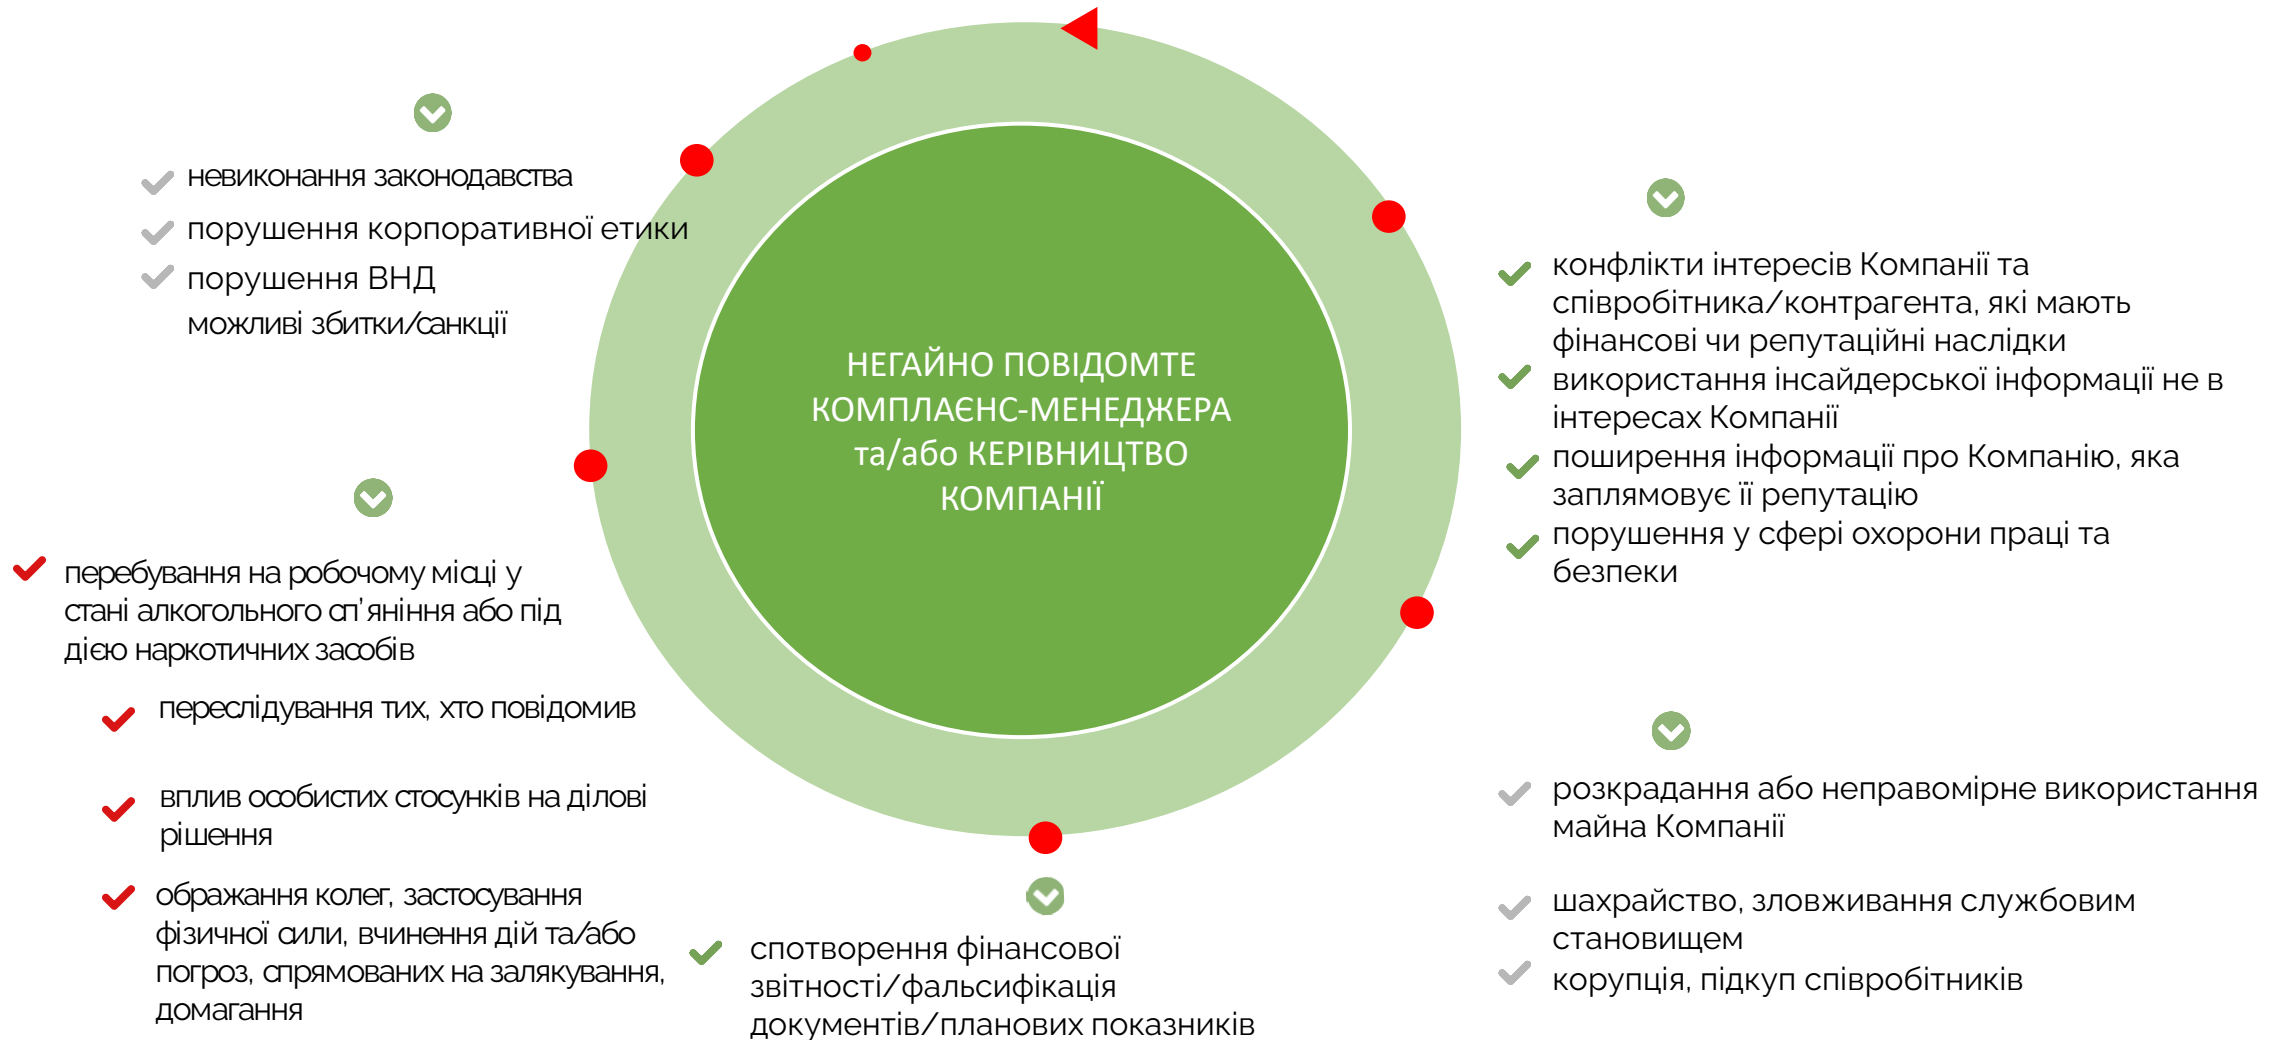 невиконання законодавства
порушення корпоративної етики
порушення ВНД
можливі збитки/санкції
НЕГАЙНО ПОВІДОМТЕ
КОМПЛАЄНС-МЕНЕДЖЕРА
та/або КЕРІВНИЦТВО
КОМПАНІЇ
конфлікти інтересів Компанії та
співробітника/контрагента, які мають
фінансові чи репутаційні наслідки
використання інсайдерської інформації не в
інтересах Компанії
поширення інформації про Компанію, яка
заплямовує її репутацію
порушення у сфері охорони праці та
безпеки
перебування на робочому місці у
стані алкогольного сп’яніння або під
дією наркотичних засобів
переслідування тих, хто повідомив
вплив особистих стосунків на ділові
рішення
ображання колег, застосування
фізичної сили, вчинення дій та/або
погроз, спрямованих на залякування,
домагання
спотворення фінансової
звітності/фальсифікація
документів/планових показників
розкрадання або неправомірне використання
майна Компанії
шахрайство, зловживання службовим
становищем
корупція, підкуп співробітників